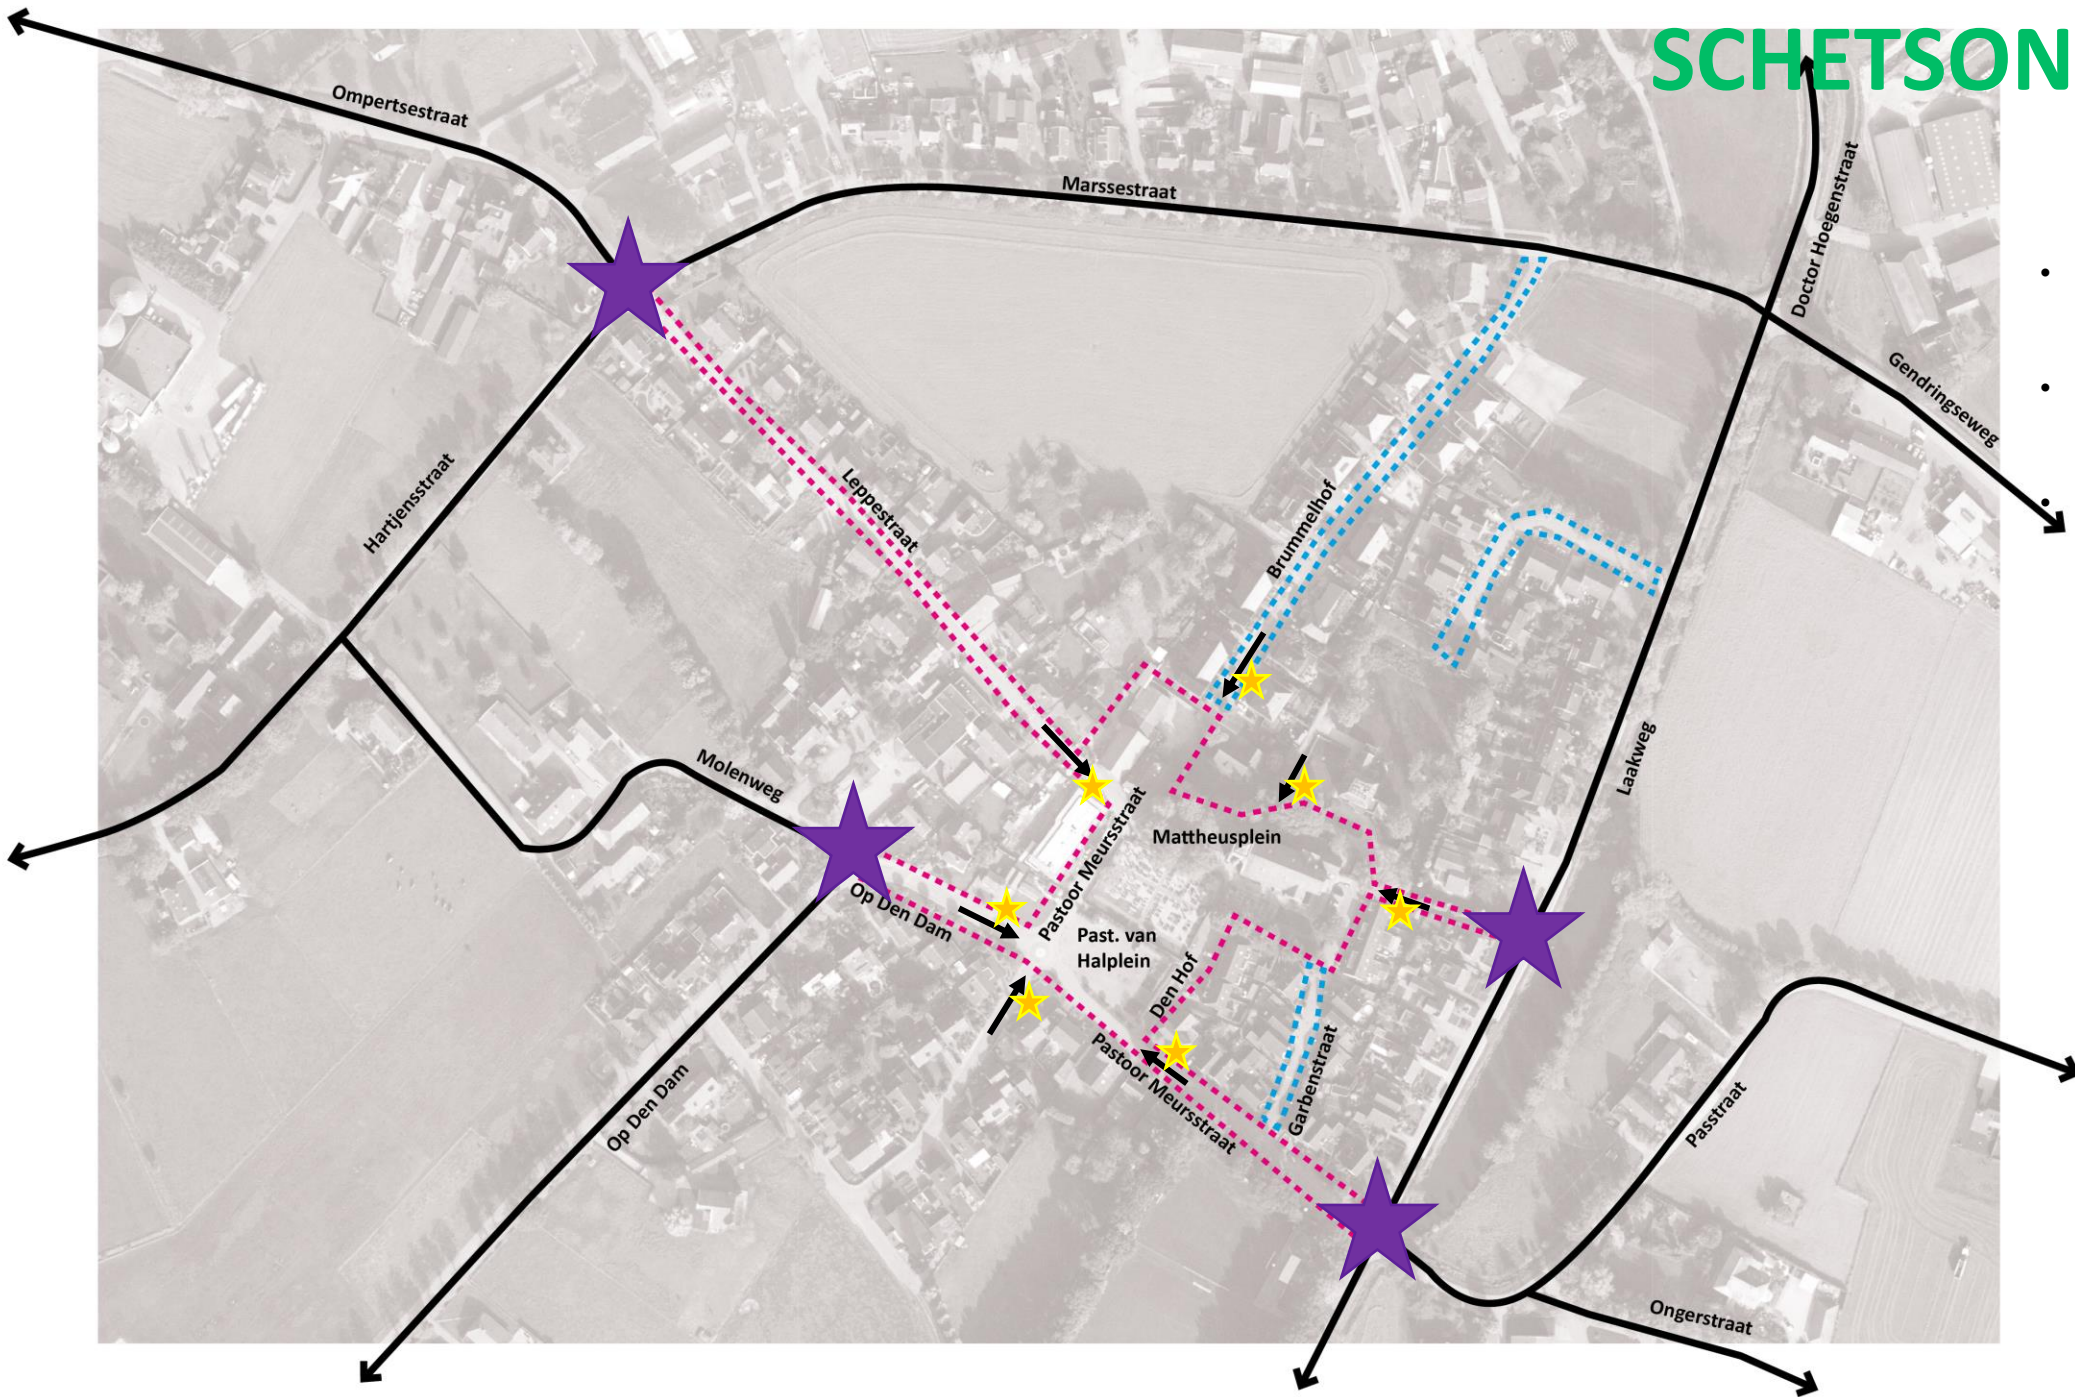 SCHETSON
Ompertsestraat
Marssestraat
Doctor Hoegenstraat
•
•
Gendringseweg
•
Hartjensstraat
Leppestraat
Brummelhof
Laakweg
Molenweg
Pastoor Meursstraat
Mattheusplein
Op Den Dam
Past. van
Halplein
Den Hof
Pastoor Meursstraat
Garbenstraat
Op Den Dam
Passtraat
Ongerstraat